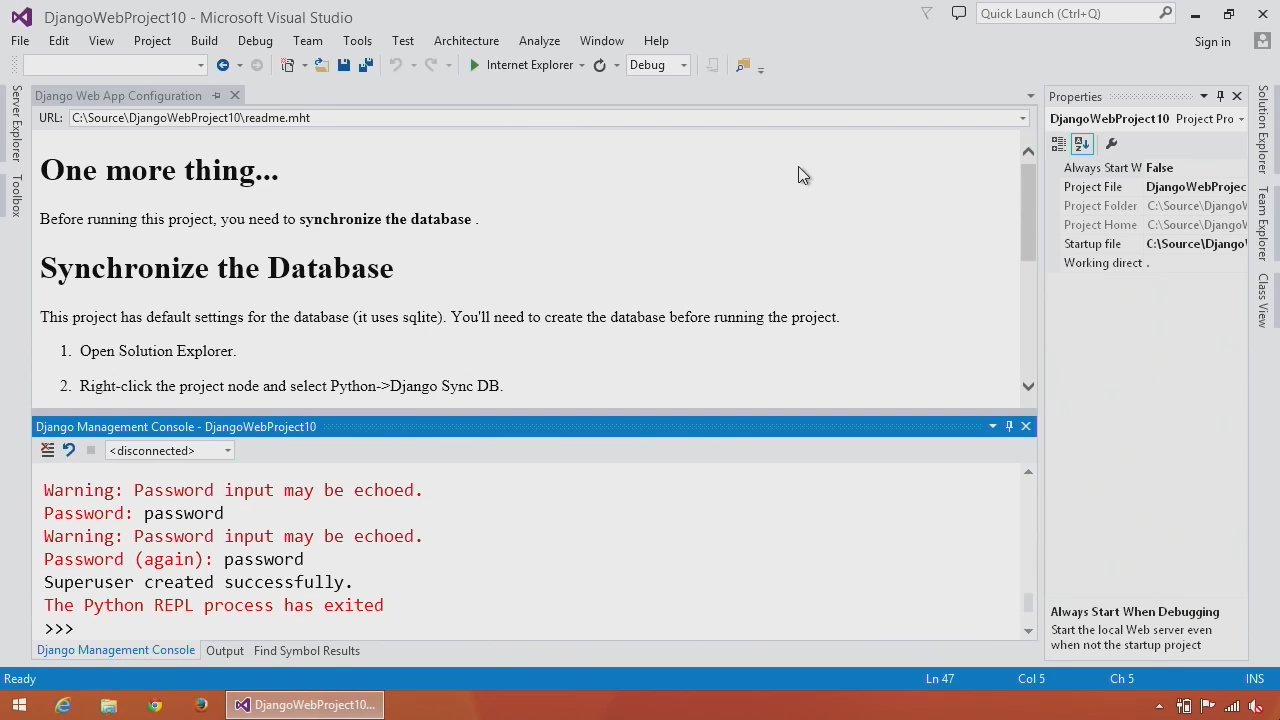 DjangoWebProject10 - Microsoft Visual Studio
Quick Launch (Ctrl+Q)
File Edit View Project Build Debug Team Tools Test Architecture Analyze Window Help
Sign in
Internet Explorer Debug
Server Explorer
Toolbox
Django Web App Configuration
URL: C:\Source\DjangoWebProject10\readme.mht
One more thing...
Before running this project, you need to synchronize the database .
Synchronize the Database
This project has default settings for the database (it uses sqlite). You'll need to create the database before running the project.
1. Open Solution Explorer.
2. Right-click the project node and select Python->Django Sync DB.
Django Management Console - DjangoWebProject10
<disconnected>
Warning: Password input may be echoed.
Password: password
Warning: Password input may be echoed.
Password (again): password
Superuser created successfully.
The Python REPL process has exited
>>>
Django Management Console Output Find Symbol Results
Properties
DjangoWebProject10 Project Pro
Always Start W False
Project File DjangoWebProjec
Project Folder C:\Source\DjangoW
Project Home C:\Source\DjangoW
Startup file C:\Source\Django\
Working direct .
Always Start When Debugging
Start the local Web server even
when not the startup project
Solution Explorer
Team Explorer
Class View
Ready Ln 47 Col 5 Ch 5 INS
DjangoWebProject10...